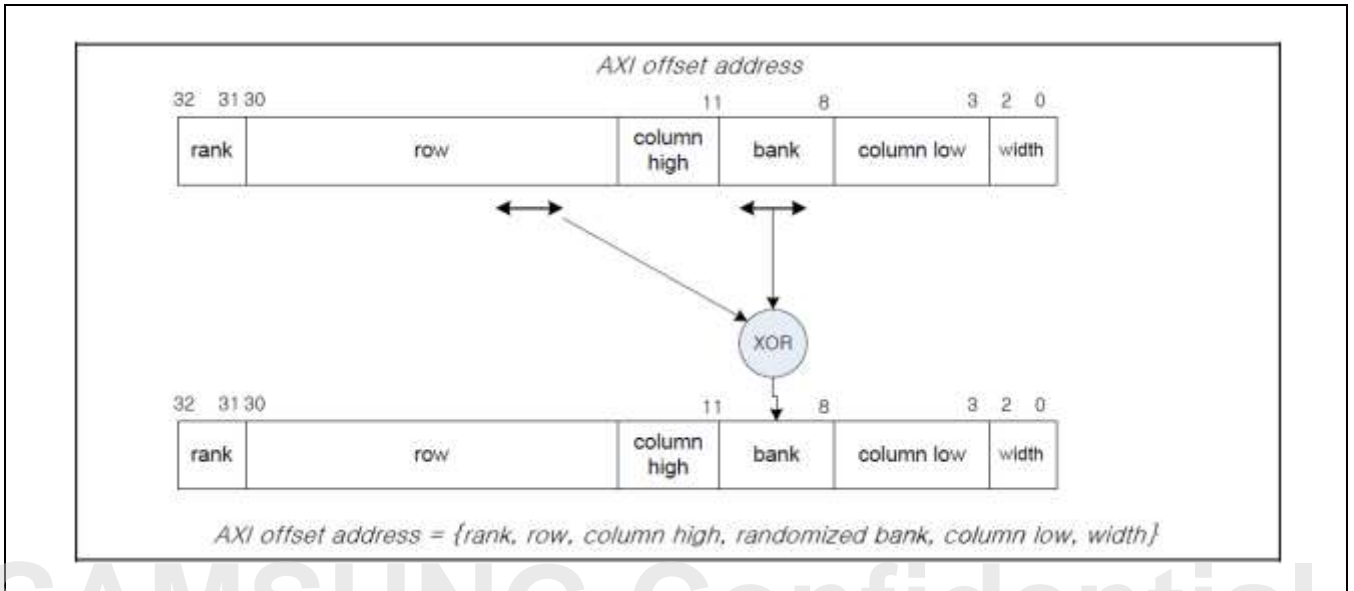 AXI offset address
32 31 30 11 8 3 2 0
rank row column high bank column low width
XOR
32 31 30 11 8 3 2 0
rank row column high bank column low width
AXI offset address = {rank, row, column high, randomized bank, column low, width}
SAMSUNG Confidential